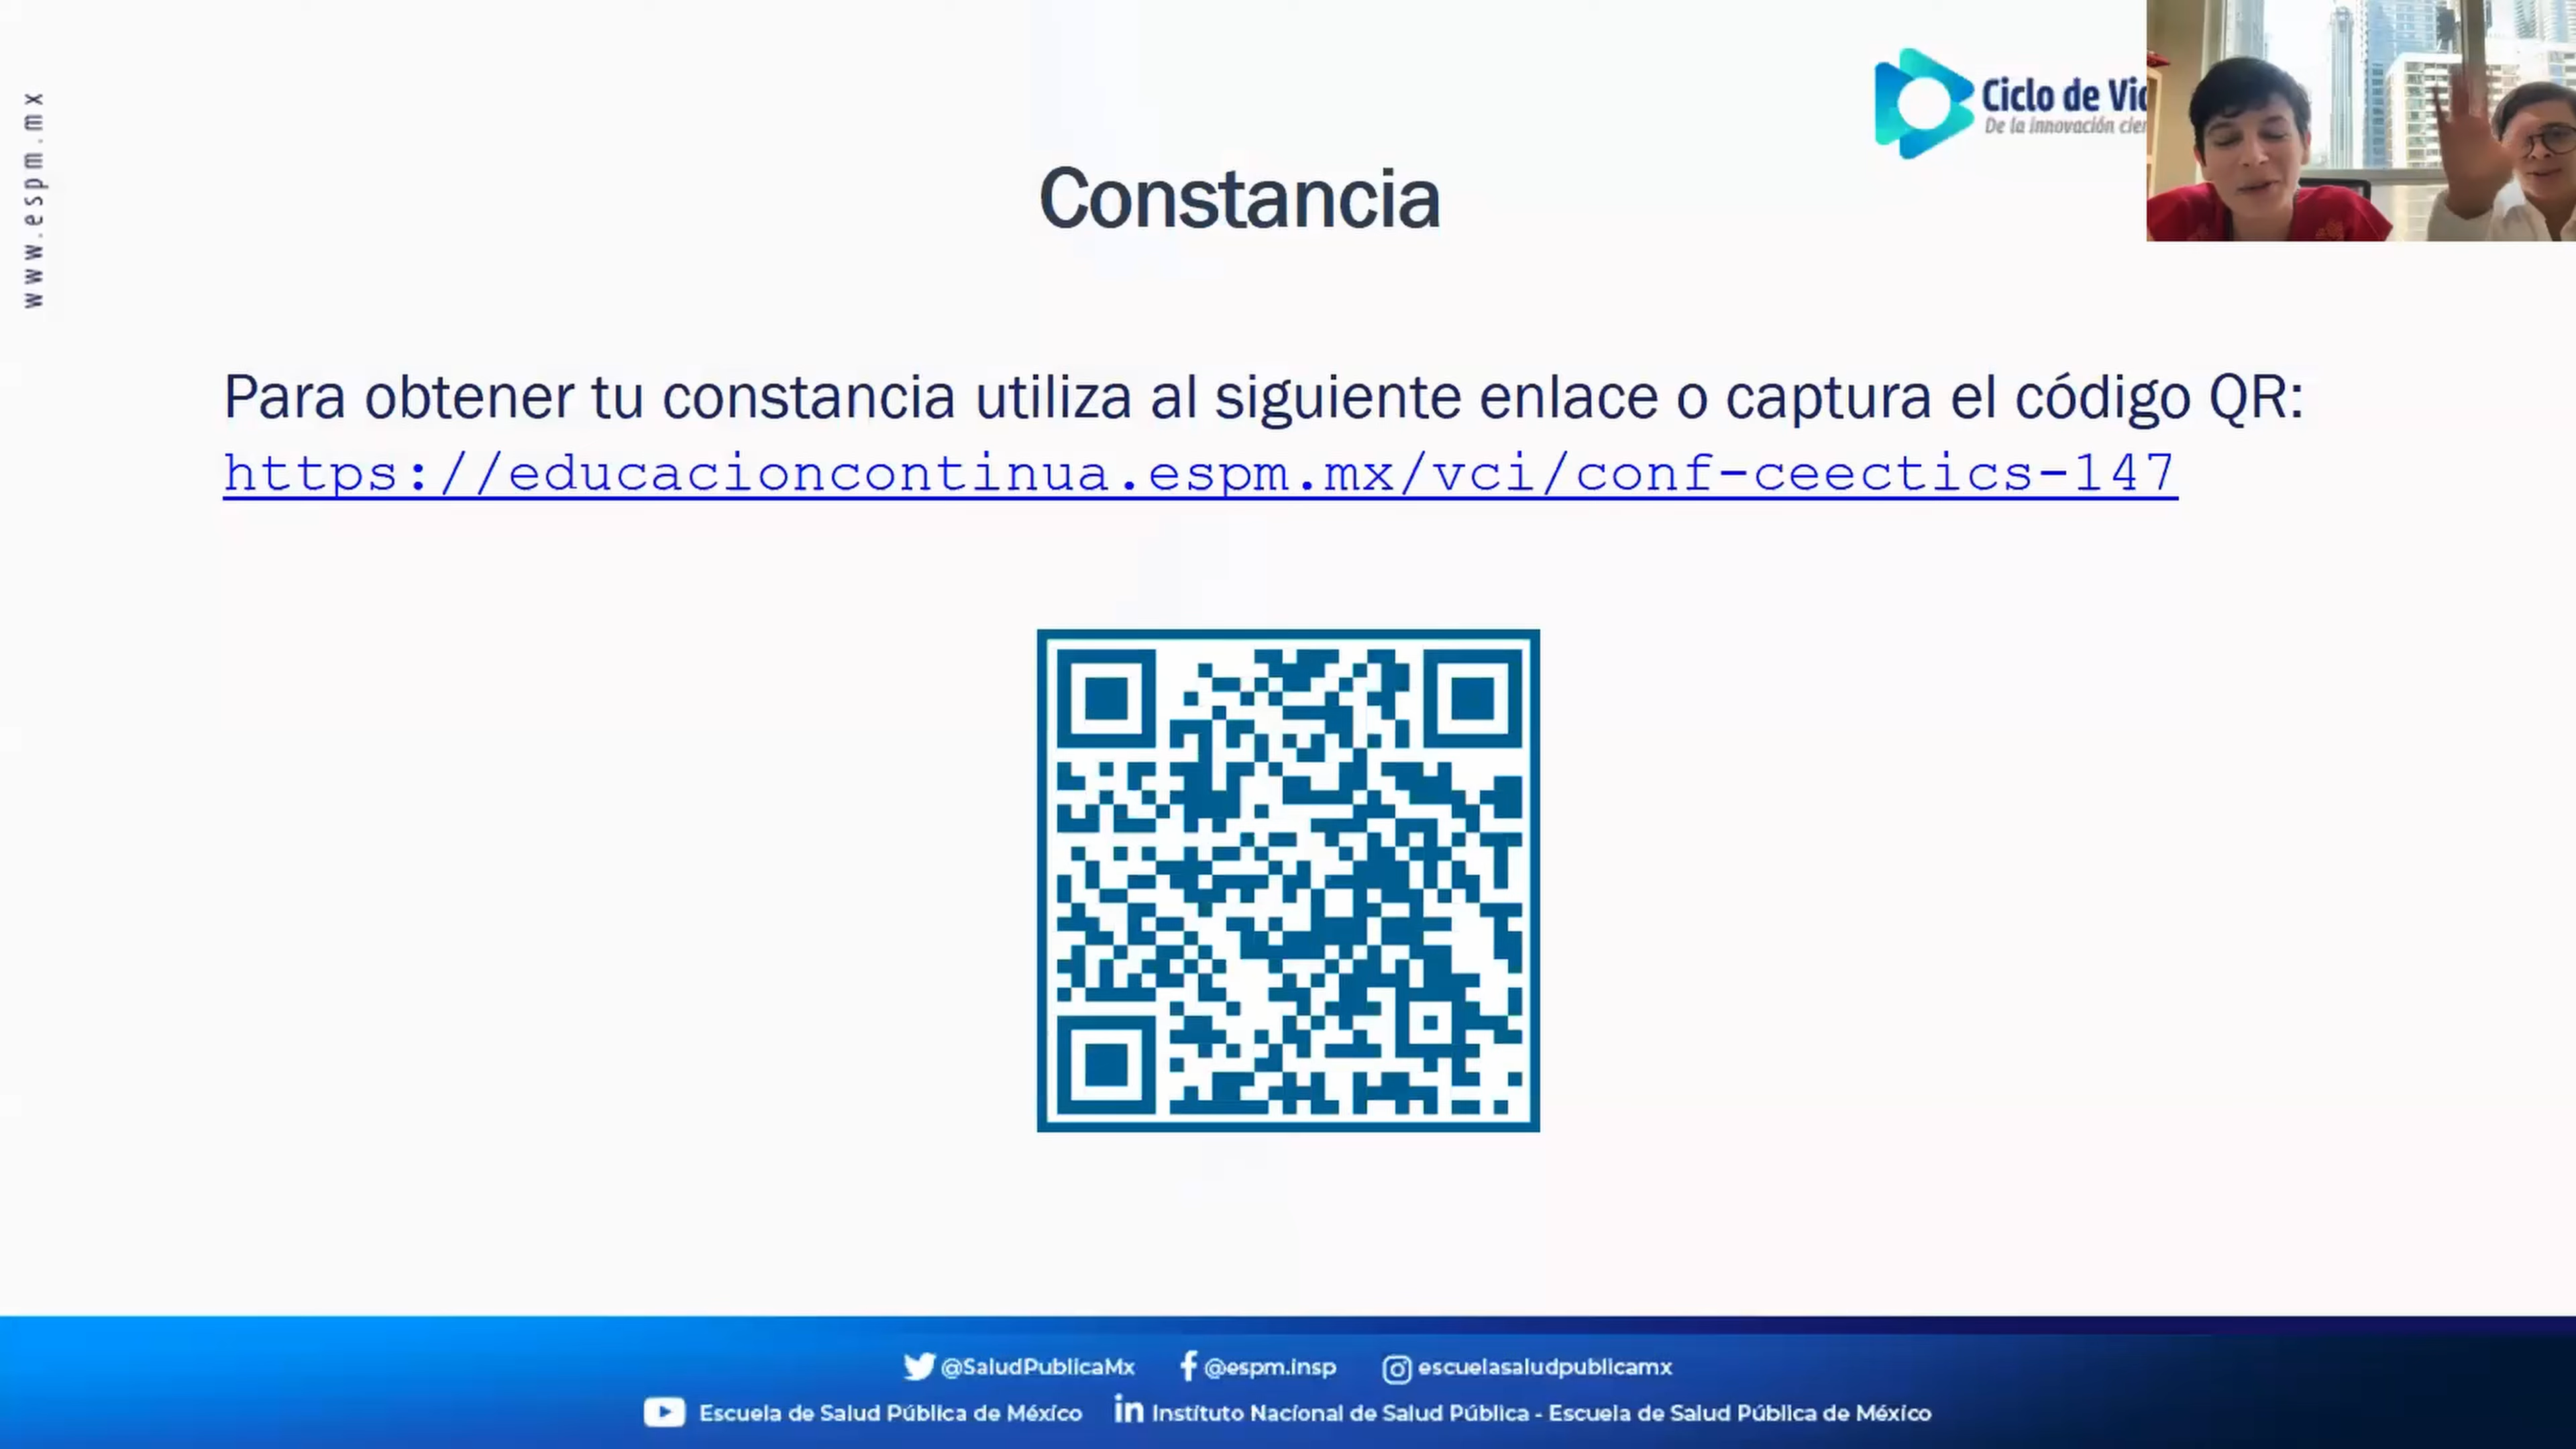 www.espm.mx
Ciclo de
De la innovación
Constancia
Para obtener tu constancia utiliza al siguiente enlace o captura el código QR:
https://educacioncontinua.espm.mx/vci/conf-ceectics-147
@SaludPublicaMx @espm.insp escuelasaludpublicamx
Escuela de Salud Pública de México in Instituto Nacional de Salud Pública - Escuela de Salud Pública de México